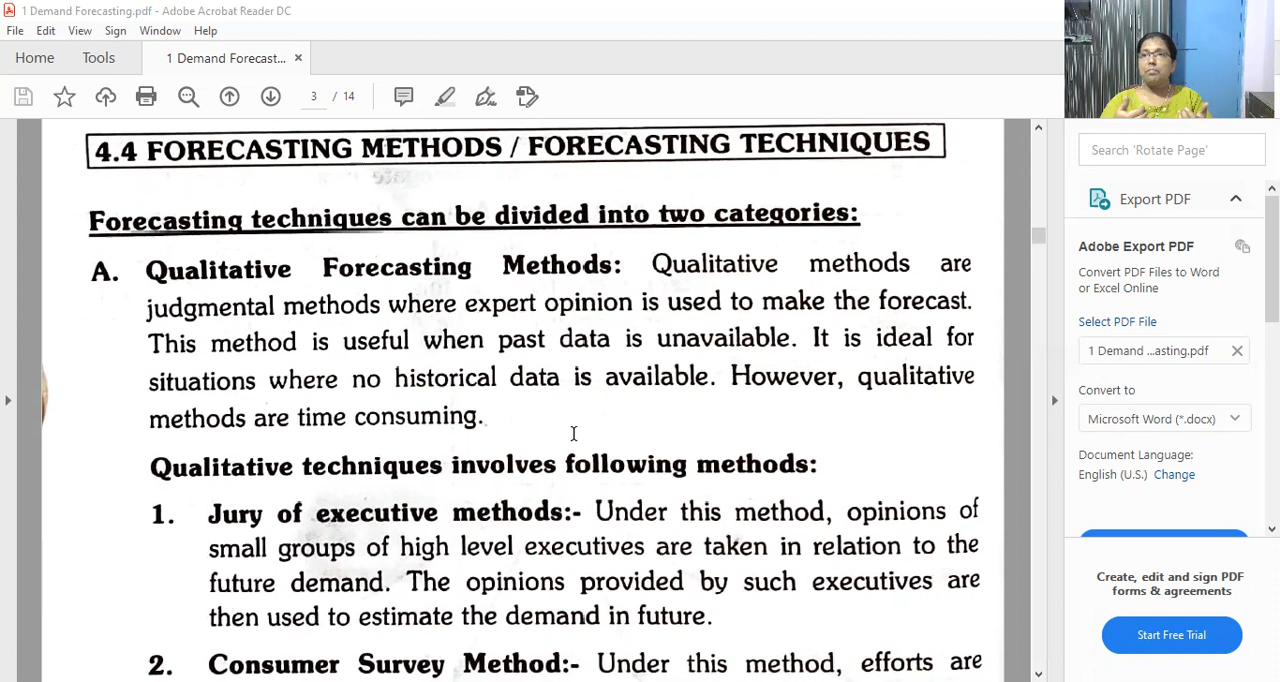 1 Demand Forecasting.pdf - Adobe Acrobat Reader DC
File Edit View Sign Window Help
Home Tools 1 Demand Forecast... ×
3 / 14
4.4 FORECASTING METHODS / FORECASTING TECHNIQUES
Forecasting techniques can be divided into two categories:
A. Qualitative Forecasting Methods: Qualitative methods are
judgmental methods where expert opinion is used to make the forecast.
This method is useful when past data is unavailable. It is ideal for
situations where no historical data is available. However, qualitative
methods are time consuming.
Qualitative techniques involves following methods:
1. Jury of executive methods:- Under this method, opinions of
small groups of high level executives are taken in relation to the
future demand. The opinions provided by such executives are
then used to estimate the demand in future.
2. Consumer Survey Method:- Under this method, efforts are
Search 'Rotate Page'
Export PDF
Adobe Export PDF
Convert PDF Files to Word
or Excel Online
Select PDF File
1 Demand ...asting.pdf
Convert to
Microsoft Word (*.docx)
Document Language:
English (U.S.) Change
Create, edit and sign PDF
forms & agreements
Start Free Trial